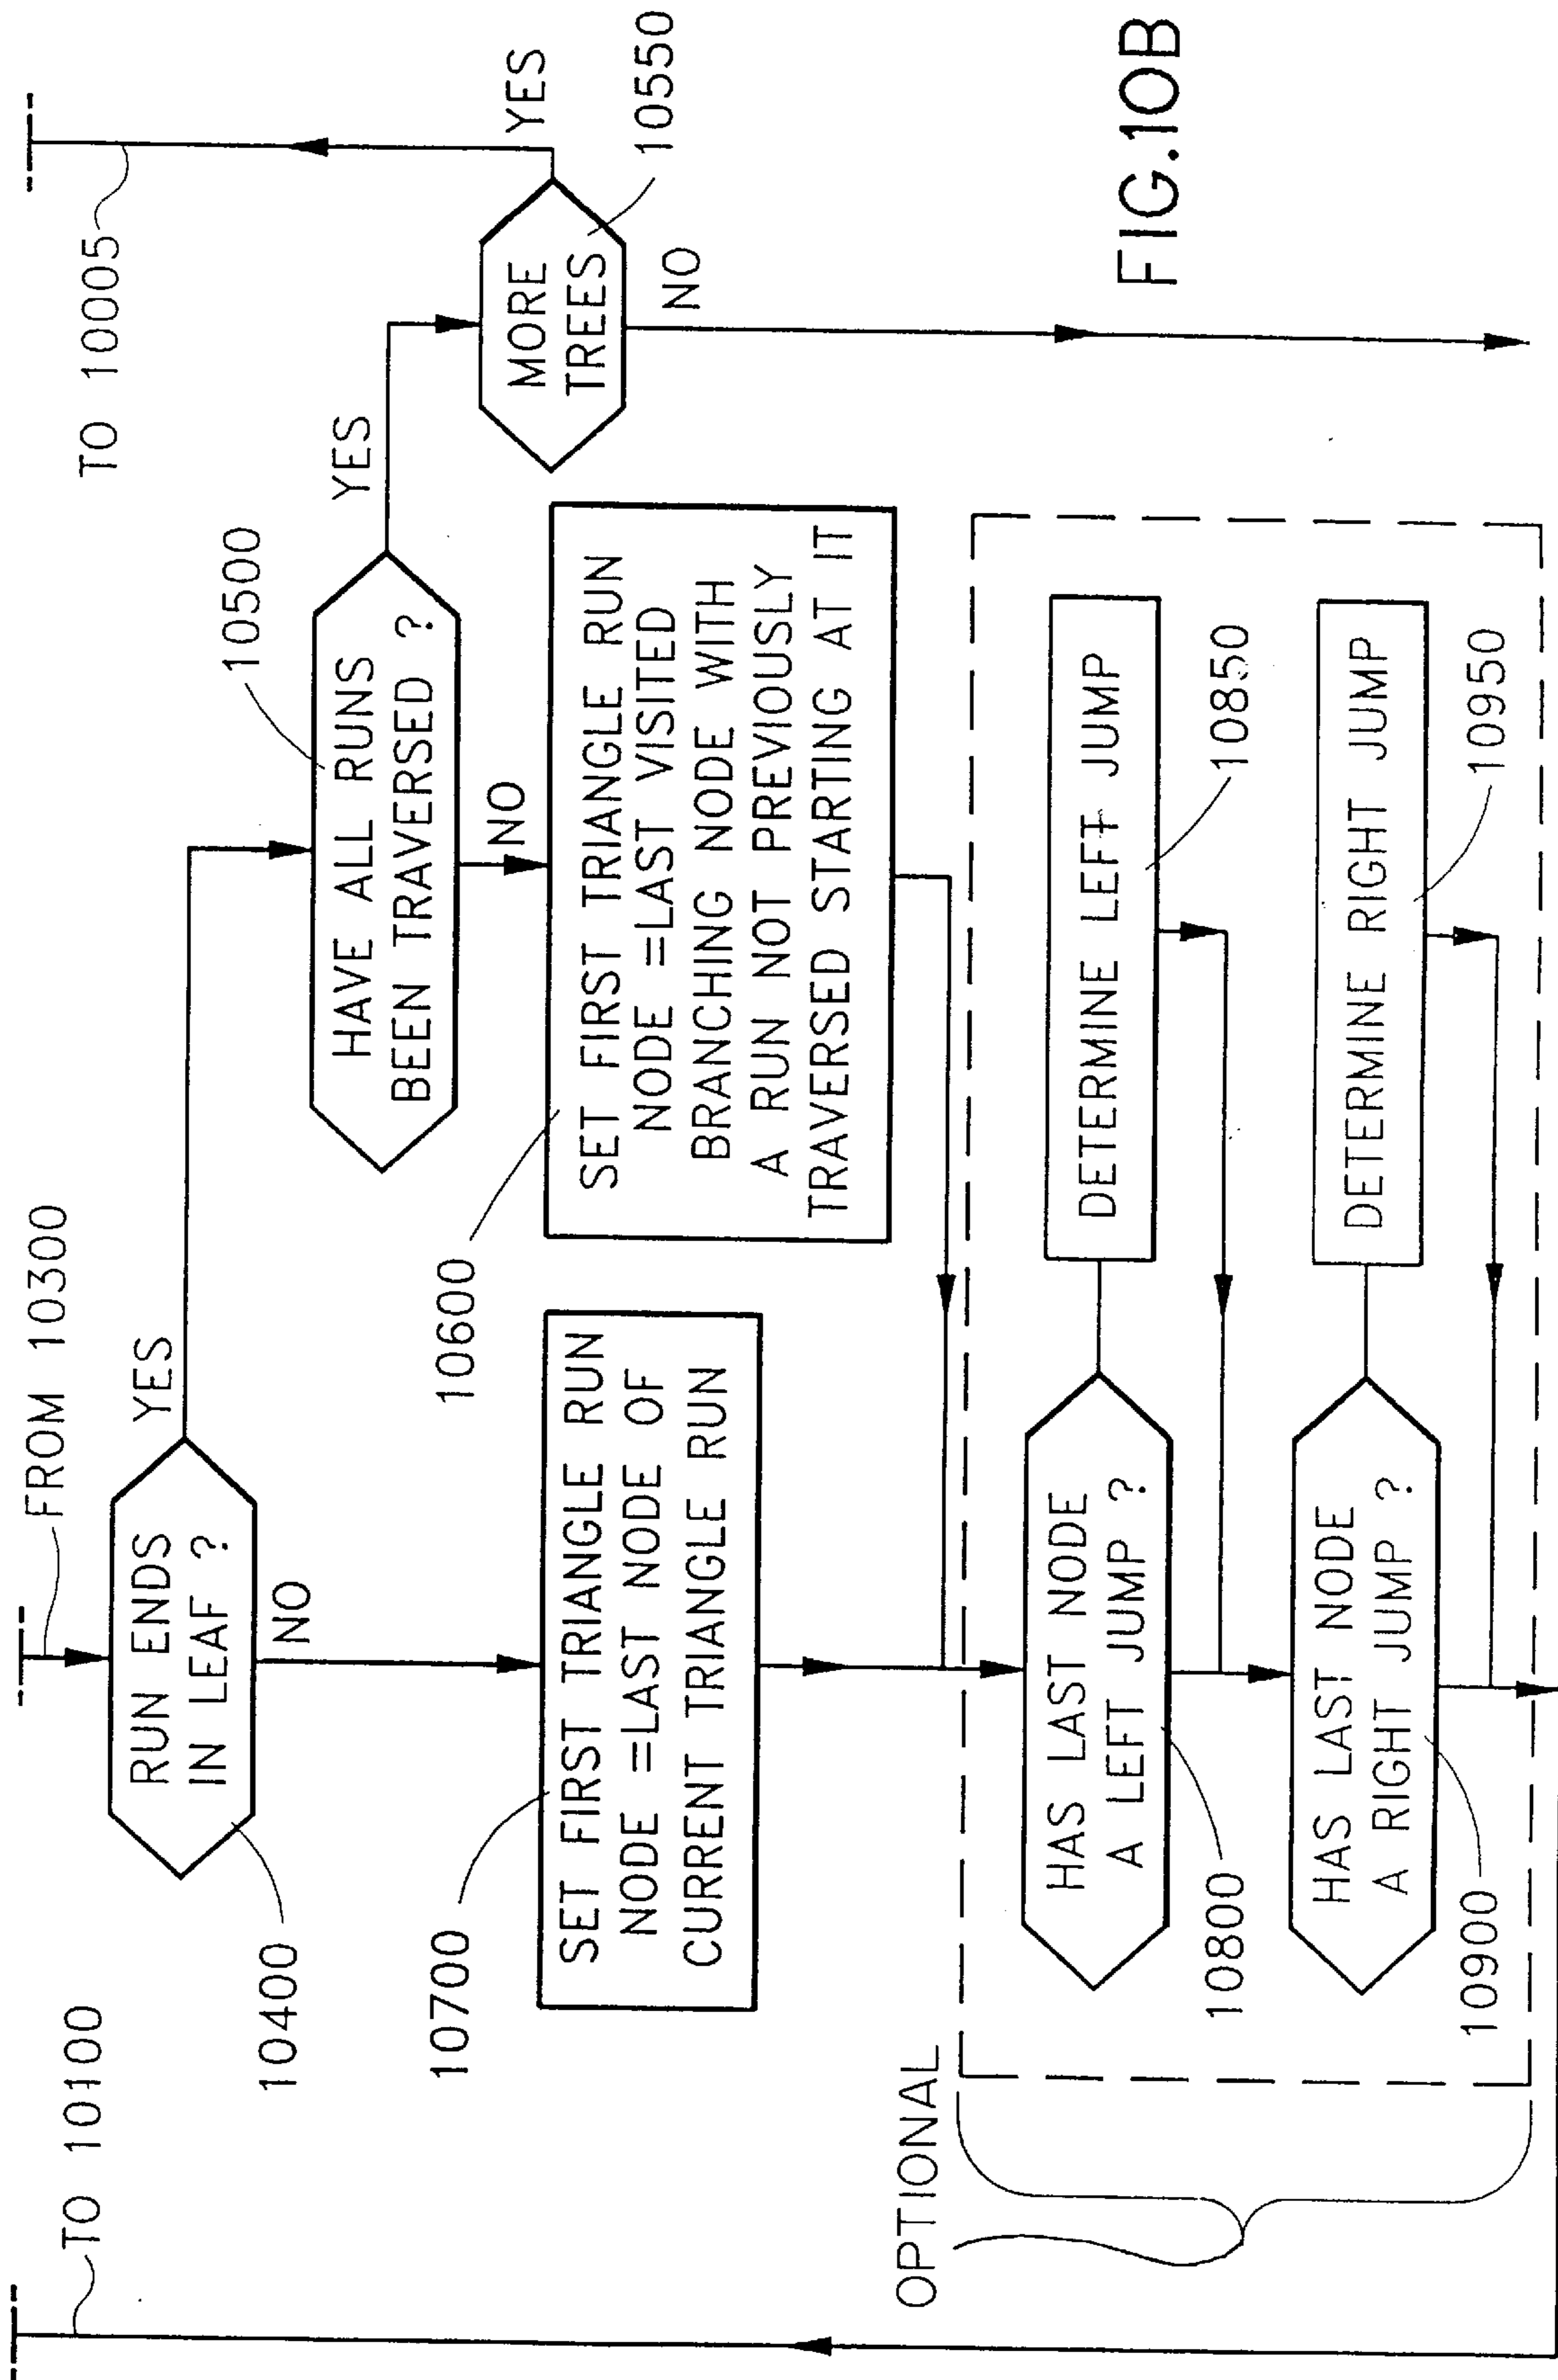 TO 10100
FROM 10300
TO 10005
RUN ENDS
IN LEAF ?
YES
NO
10400
HAVE ALL RUNS
BEEN TRAVERSED ?
10500
YES
NO
MORE
TREES
YES
NO
10550
SET FIRST TRIANGLE RUN
NODE =LAST NODE OF
CURRENT TRIANGLE RUN
10700
SET FIRST TRIANGLE RUN
NODE =LAST VISITED
BRANCHING NODE WITH
A RUN NOT PREVIOUSLY
TRAVERSED STARTING AT IT
10600
OPTIONAL
HAS LAST NODE
A LEFT JUMP ?
10800
DETERMINE LEFT JUMP
10850
HAS LAST NODE
A RIGHT JUMP ?
10900
DETERMINE RIGHT JUMP
10950
FIG.10B